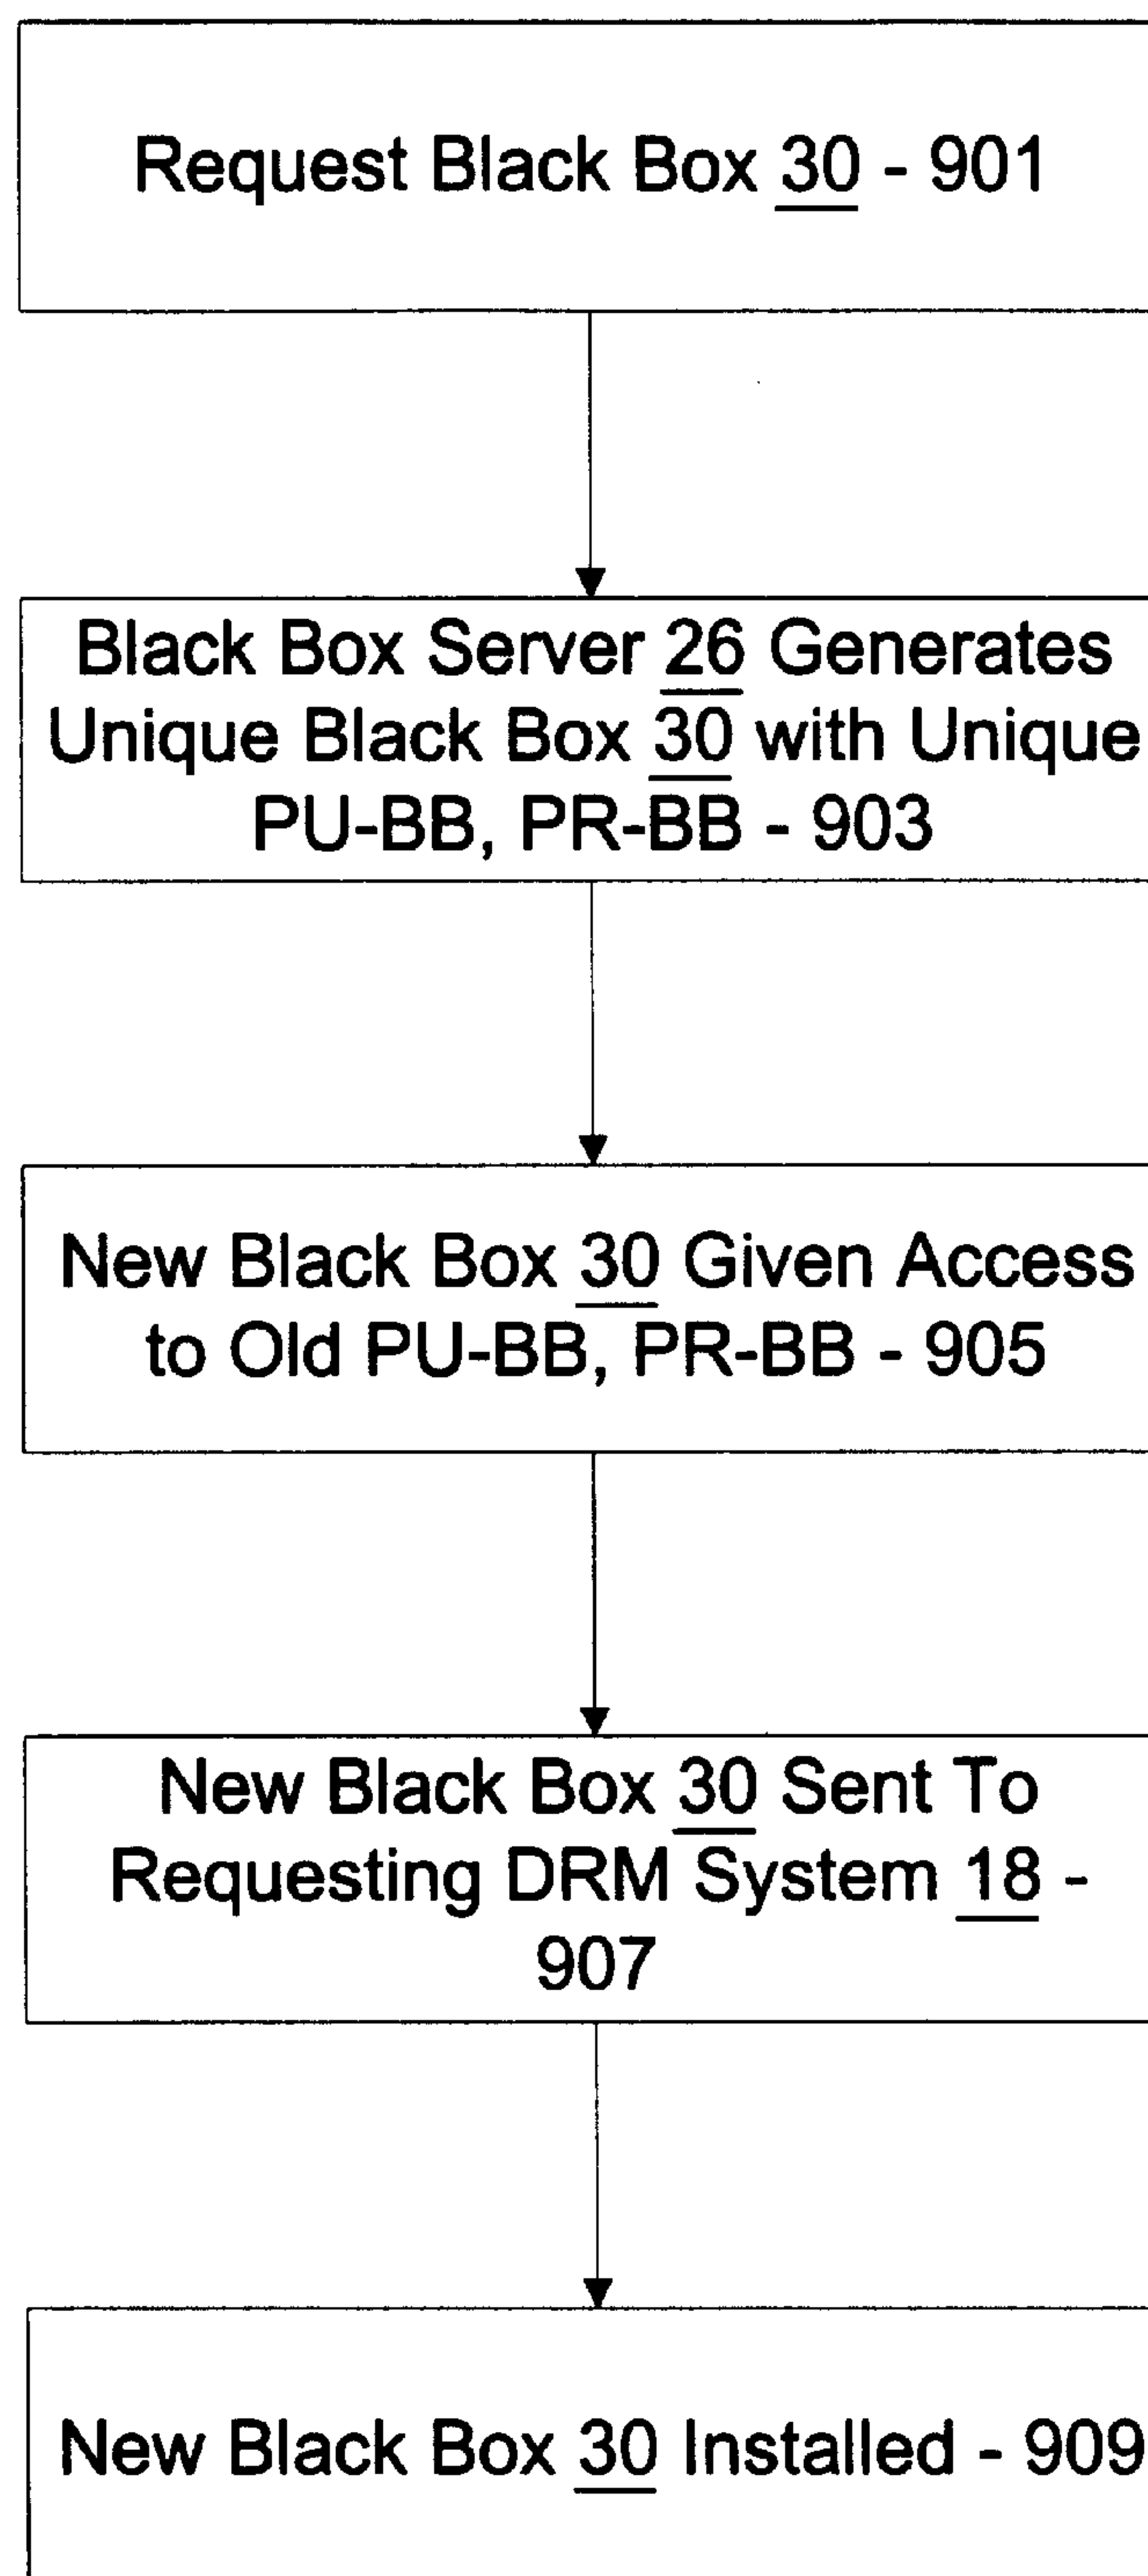 Request Black Box 30 - 901
Black Box Server 26 Generates
Unique Black Box 30 with Unique
PU-BB, PR-BB - 903
New Black Box 30 Given Access
to Old PU-BB, PR-BB - 905
New Black Box 30 Sent To
Requesting DRM System 18 -
907
New Black Box 30 Installed - 909